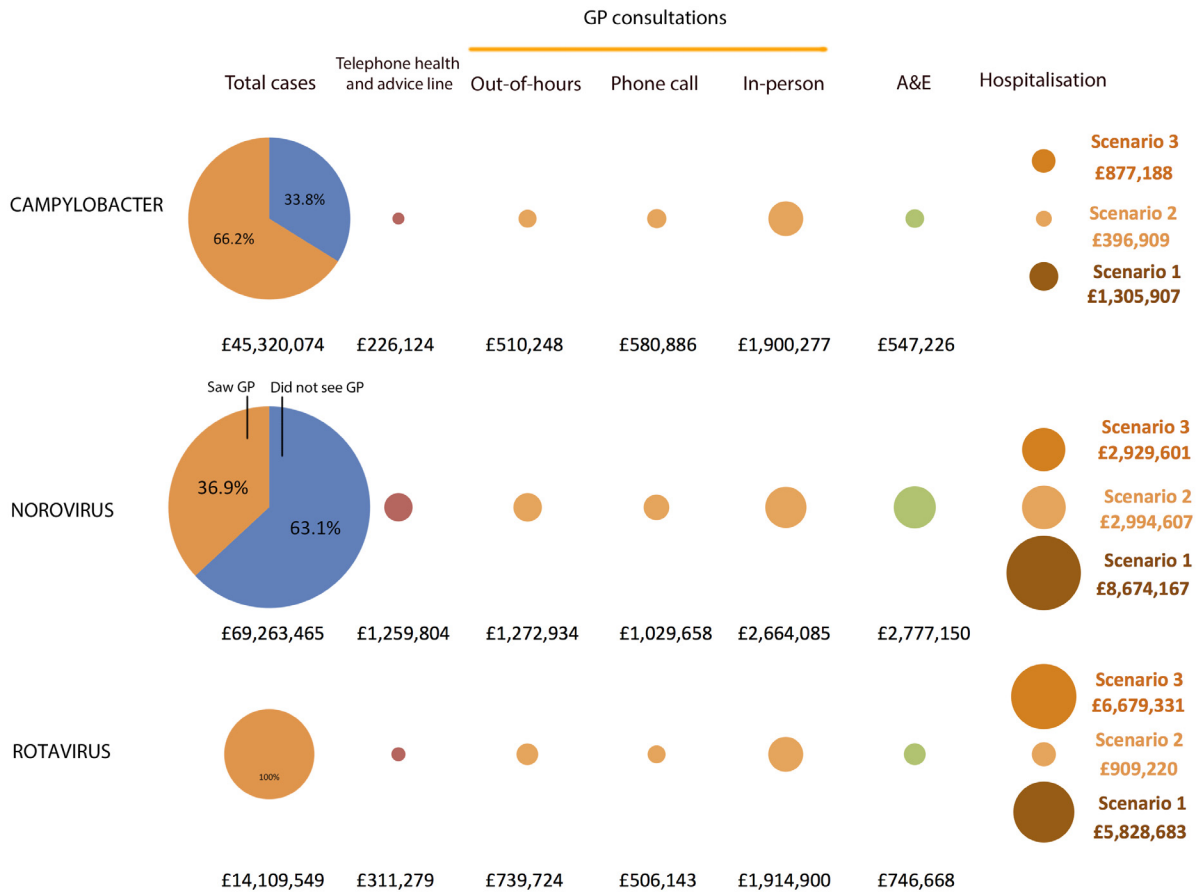 GP consultations
Total cases
Telephone health
and advice line
Out-of-hours
Phone call
In-person
A&E
Hospitalisation
CAMPYLOBACTER
33.8%
66.2%
Scenario 3
£877,188
Scenario 2
£396,909
Scenario 1
£1,305,907
£45,320,074
£226,124
£510,248
£580,886
£1,900,277
£547,226
Saw GP
Did not see GP
NOROVIRUS
36.9%
63.1%
Scenario 3
£2,929,601
Scenario 2
£2,994,607
Scenario 1
£8,674,167
£69,263,465
£1,259,804
£1,272,934
£1,029,658
£2,664,085
£2,777,150
ROTAVIRUS
100%
Scenario 3
£6,679,331
Scenario 2
£909,220
Scenario 1
£5,828,683
£14,109,549
£311,279
£739,724
£506,143
£1,914,900
£746,668